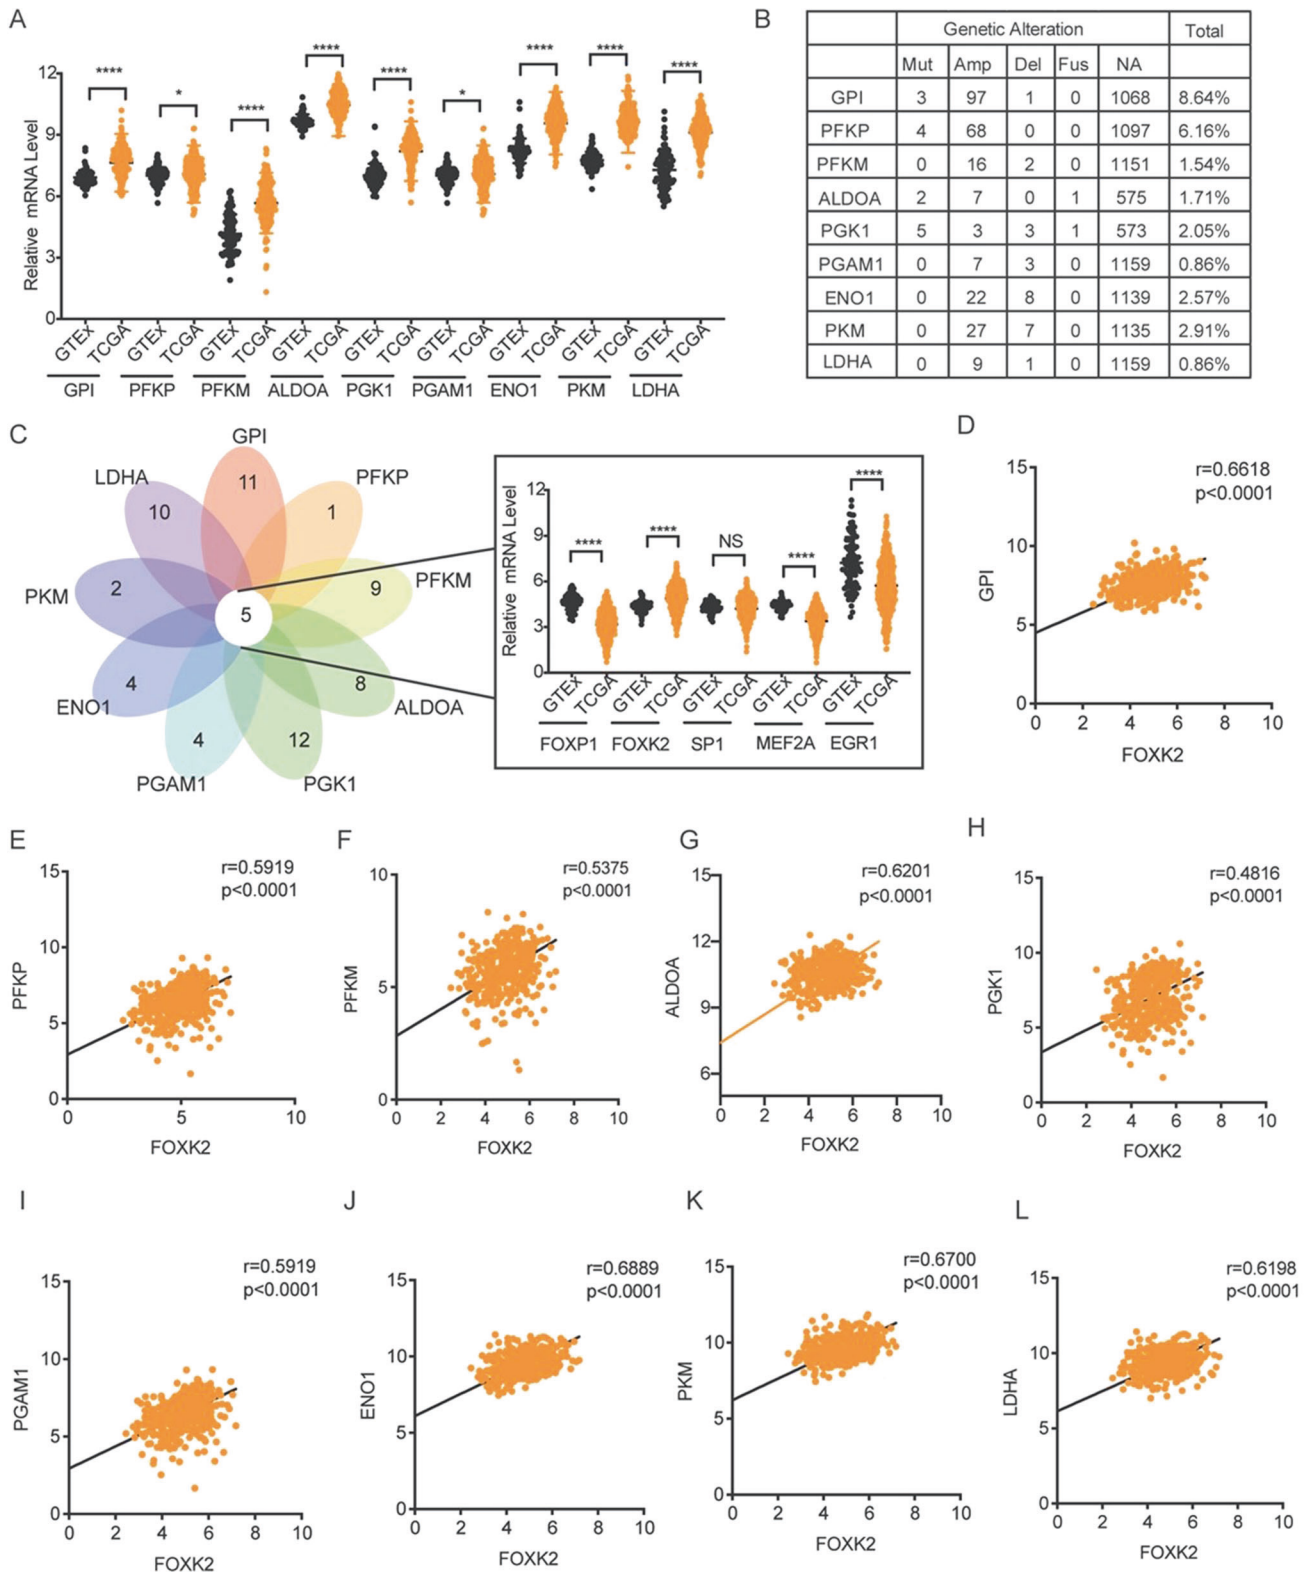 A
**** * **** **** **** * **** **** ****
12
9
6
3
0
Relative mRNA Level
GTEx TCGA GTEx TCGA GTEx TCGA GTEx TCGA GTEx TCGA GTEx TCGA GTEx TCGA GTEx TCGA GTEx TCGA
GPI PFKP PFKM ALDOA PGK1 PGAM1 ENO1 PKM LDHA
B
Genetic Alteration Total
Mut Amp Del Fus NA
GPI 3 97 1 0 1068 8.64%
PFKP 4 68 0 0 1097 6.16%
PFKM 0 16 2 0 1151 1.54%
ALDOA 2 7 0 1 575 1.71%
PGK1 5 3 3 1 573 2.05%
PGAM1 0 7 3 0 1159 0.86%
ENO1 0 22 8 0 1139 2.57%
PKM 0 27 7 0 1135 2.91%
LDHA 0 9 1 0 1159 0.86%
C
GPI
11
PFKP
1
PFKM
9
ALDOA
8
PGK1
12
PGAM1
4
ENO1
4
PKM
2
LDHA
10
5
**** **** NS **** ****
12
9
6
3
0
Relative mRNA Level
GTEx TCGA GTEx TCGA GTEx TCGA GTEx TCGA GTEx TCGA
FOXP1 FOXK2 SP1 MEF2A EGR1
D
r=0.6618
p<0.0001
15
10
5
0
GPI
0 2 4 6 8 10
FOXK2
E
r=0.5919
p<0.0001
15
10
5
0
PFKP
0 5 10
FOXK2
F
r=0.5375
p<0.0001
10
5
0
PFKM
0 2 4 6 8 10
FOXK2
G
r=0.6201
p<0.0001
15
12
9
6
ALDOA
0 2 4 6 8 10
FOXK2
H
r=0.4816
p<0.0001
15
10
5
0
PGK1
0 2 4 6 8 10
FOXK2
I
r=0.5919
p<0.0001
15
10
5
0
PGAM1
0 2 4 6 8 10
FOXK2
J
r=0.6889
p<0.0001
15
10
5
0
ENO1
0 2 4 6 8 10
FOXK2
K
r=0.6700
p<0.0001
15
10
5
0
PKM
0 2 4 6 8 10
FOXK2
L
r=0.6198
p<0.0001
15
10
5
0
LDHA
0 2 4 6 8 10
FOXK2